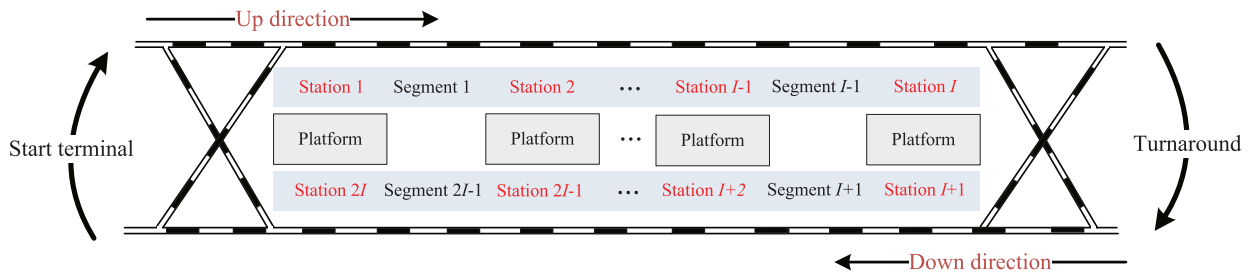 Up direction
Station 1 Segment 1 Station 2 ... Station I-1 Segment I-1 Station I
Platform Platform ... Platform Platform
Start terminal Turnaround
Station 2I Segment 2I-1 Station 2I-1 ... Station I+2 Segment I+1 Station I+1
Down direction